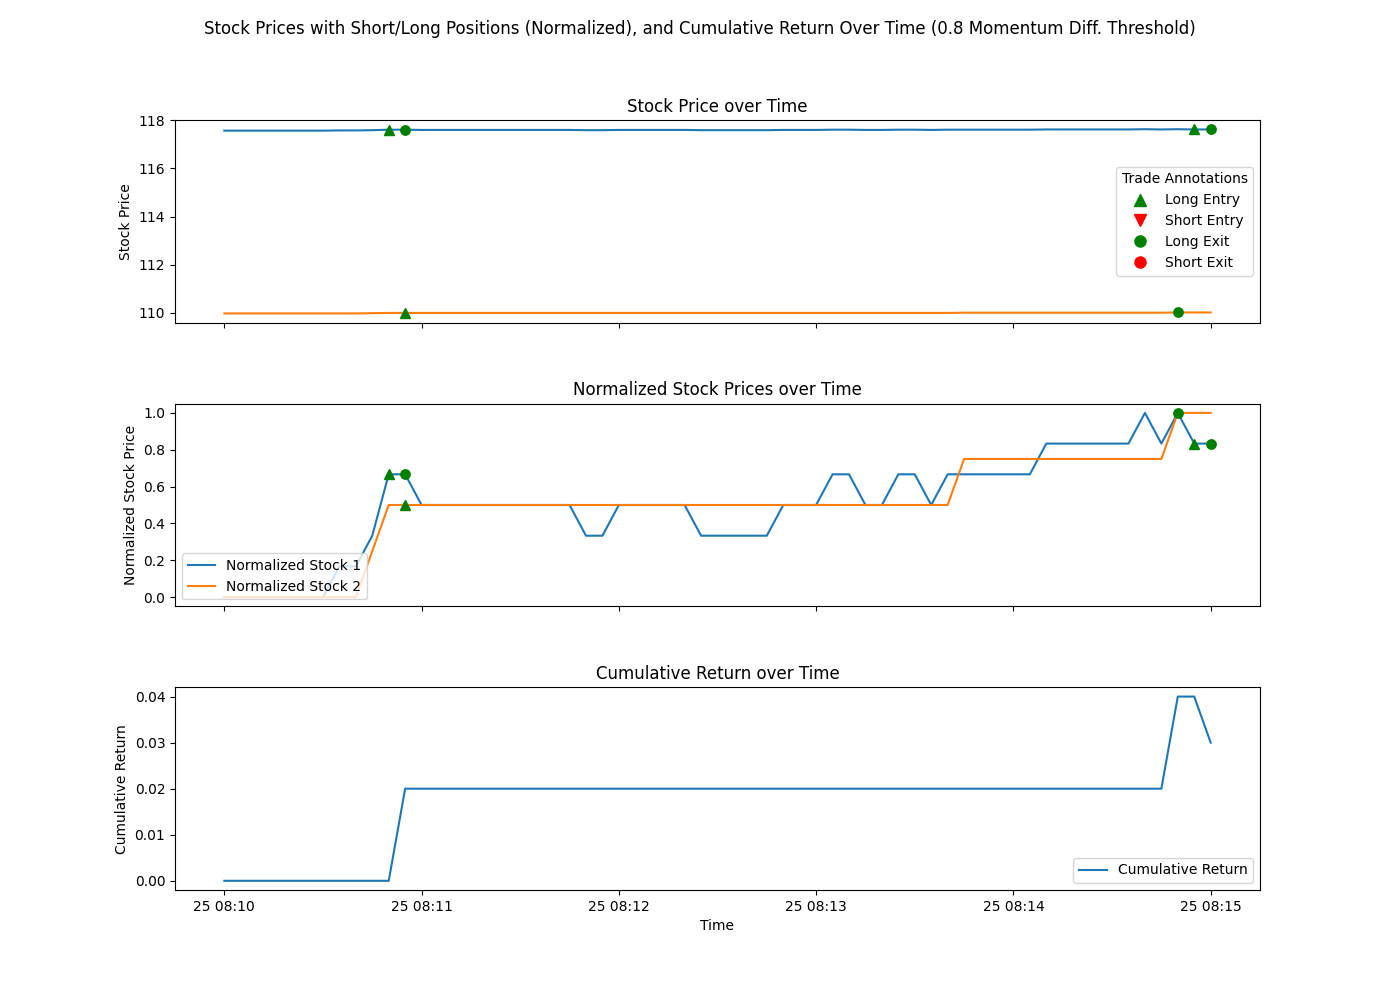 Stock Prices with Short/Long Positions (Normalized), and Cumulative Return Over Time (0.8 Momentum Diff. Threshold)
Stock Price over Time
118
116
114
112
110
Stock Price
Trade Annotations
Long Entry
Short Entry
Long Exit
Short Exit
Normalized Stock Prices over Time
1.0
0.8
0.6
0.4
0.2
0.0
Normalized Stock Price
Normalized Stock 1
Normalized Stock 2
Cumulative Return over Time
0.04
0.03
0.02
0.01
0.00
Cumulative Return
Cumulative Return
25 08:10
25 08:11
25 08:12
25 08:13
25 08:14
25 08:15
Time